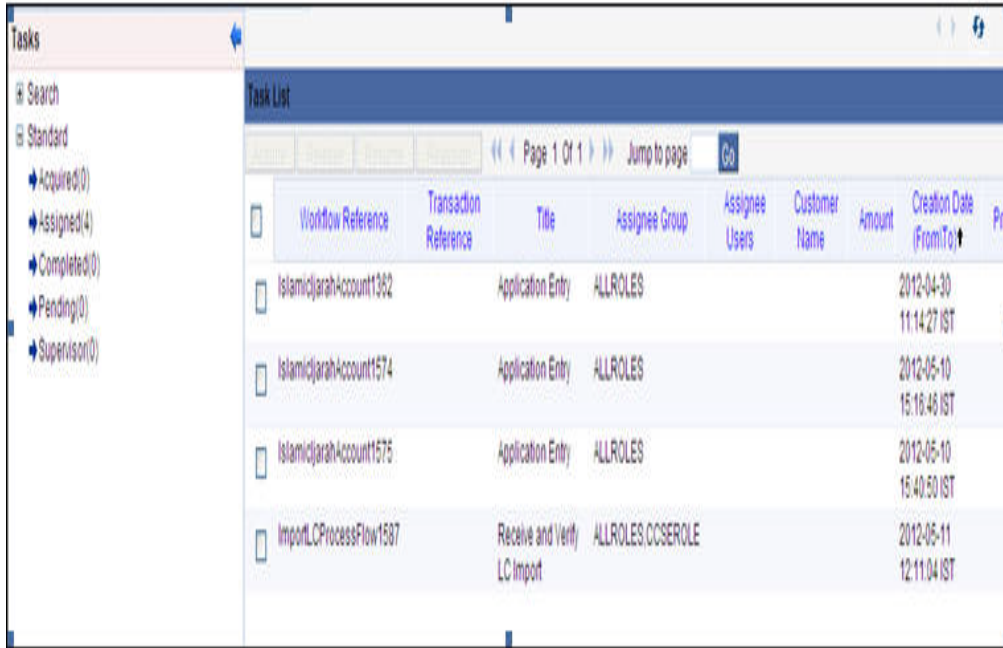 Tasks
Search
Standard
Acquired(0)
Assigned(4)
Completed(0)
Pending(0)
Supervisor(0)
Task List
Page 1 Of 1 Jump to page Go
Workflow Reference Transaction Reference Title Assignee Group Assignee Users Customer Name Amount Creation Date (From\To)
IslamicIjarahAccount1362 Application Entry ALLROLES 2012-04-30 11:14:27 IST
IslamicIjarahAccount1574 Application Entry ALLROLES 2012-05-10 15:16:46 IST
IslamicIjarahAccount1575 Application Entry ALLROLES 2012-05-10 15:40:50 IST
ImportLCProcessFlow1587 Receive and Verify LC Import ALLROLES,CCSEROLE 2012-05-11 12:11:04 IST